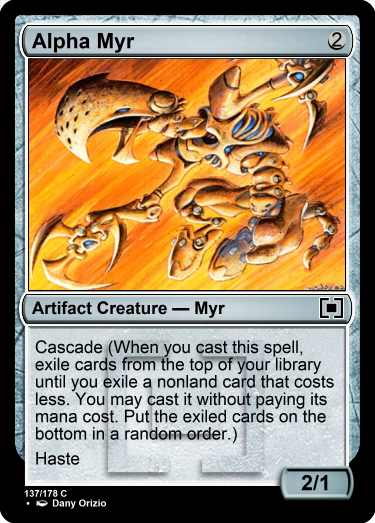 Alpha Myr 2
Artifact Creature — Myr
Cascade (When you cast this spell,
exile cards from the top of your library
until you exile a nonland card that costs
less. You may cast it without paying its
mana cost. Put the exiled cards on the
bottom in a random order.)
Haste
2/1
137/178 C
• Dany Orizio